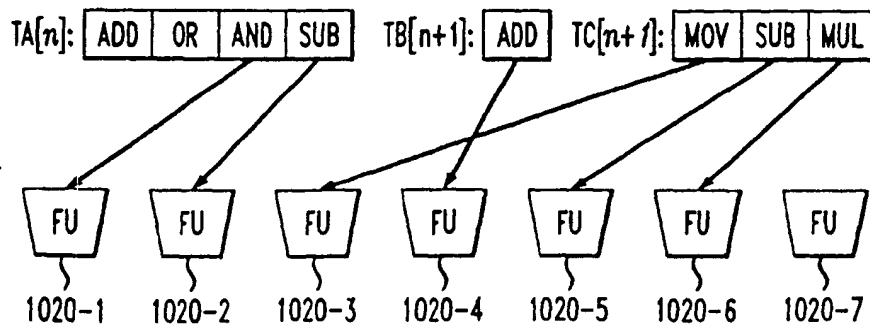 TA[n]: ADD OR AND SUB TB[n+1]: ADD TC[n+1]: MOV SUB MUL
FU FU FU FU FU FU FU
1020-1 1020-2 1020-3 1020-4 1020-5 1020-6 1020-7